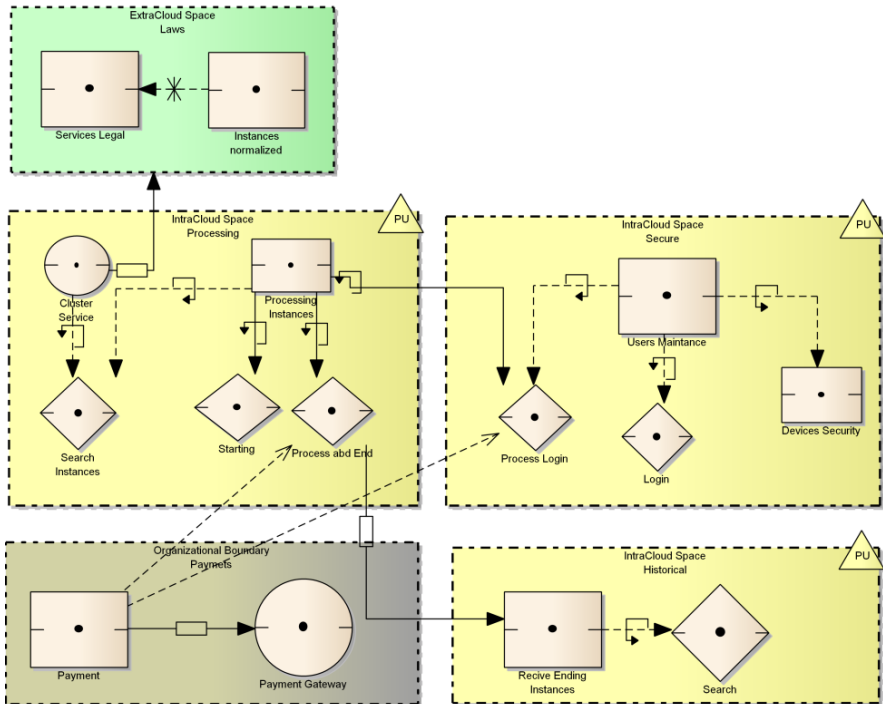 ExtraCloud Space
Laws
Services Legal
Instances
normalized
IntraCloud Space
Processing
PU
Cluster
Service
Processing
Instances
Search
Instances
Starting
Process abd End
IntraCloud Space
Secure
PU
Users Maintance
Process Login
Login
Devices Security
Organizational Boundary
Paymets
Payment
Payment Gateway
IntraCloud Space
Historical
PU
Recive Ending
Instances
Search